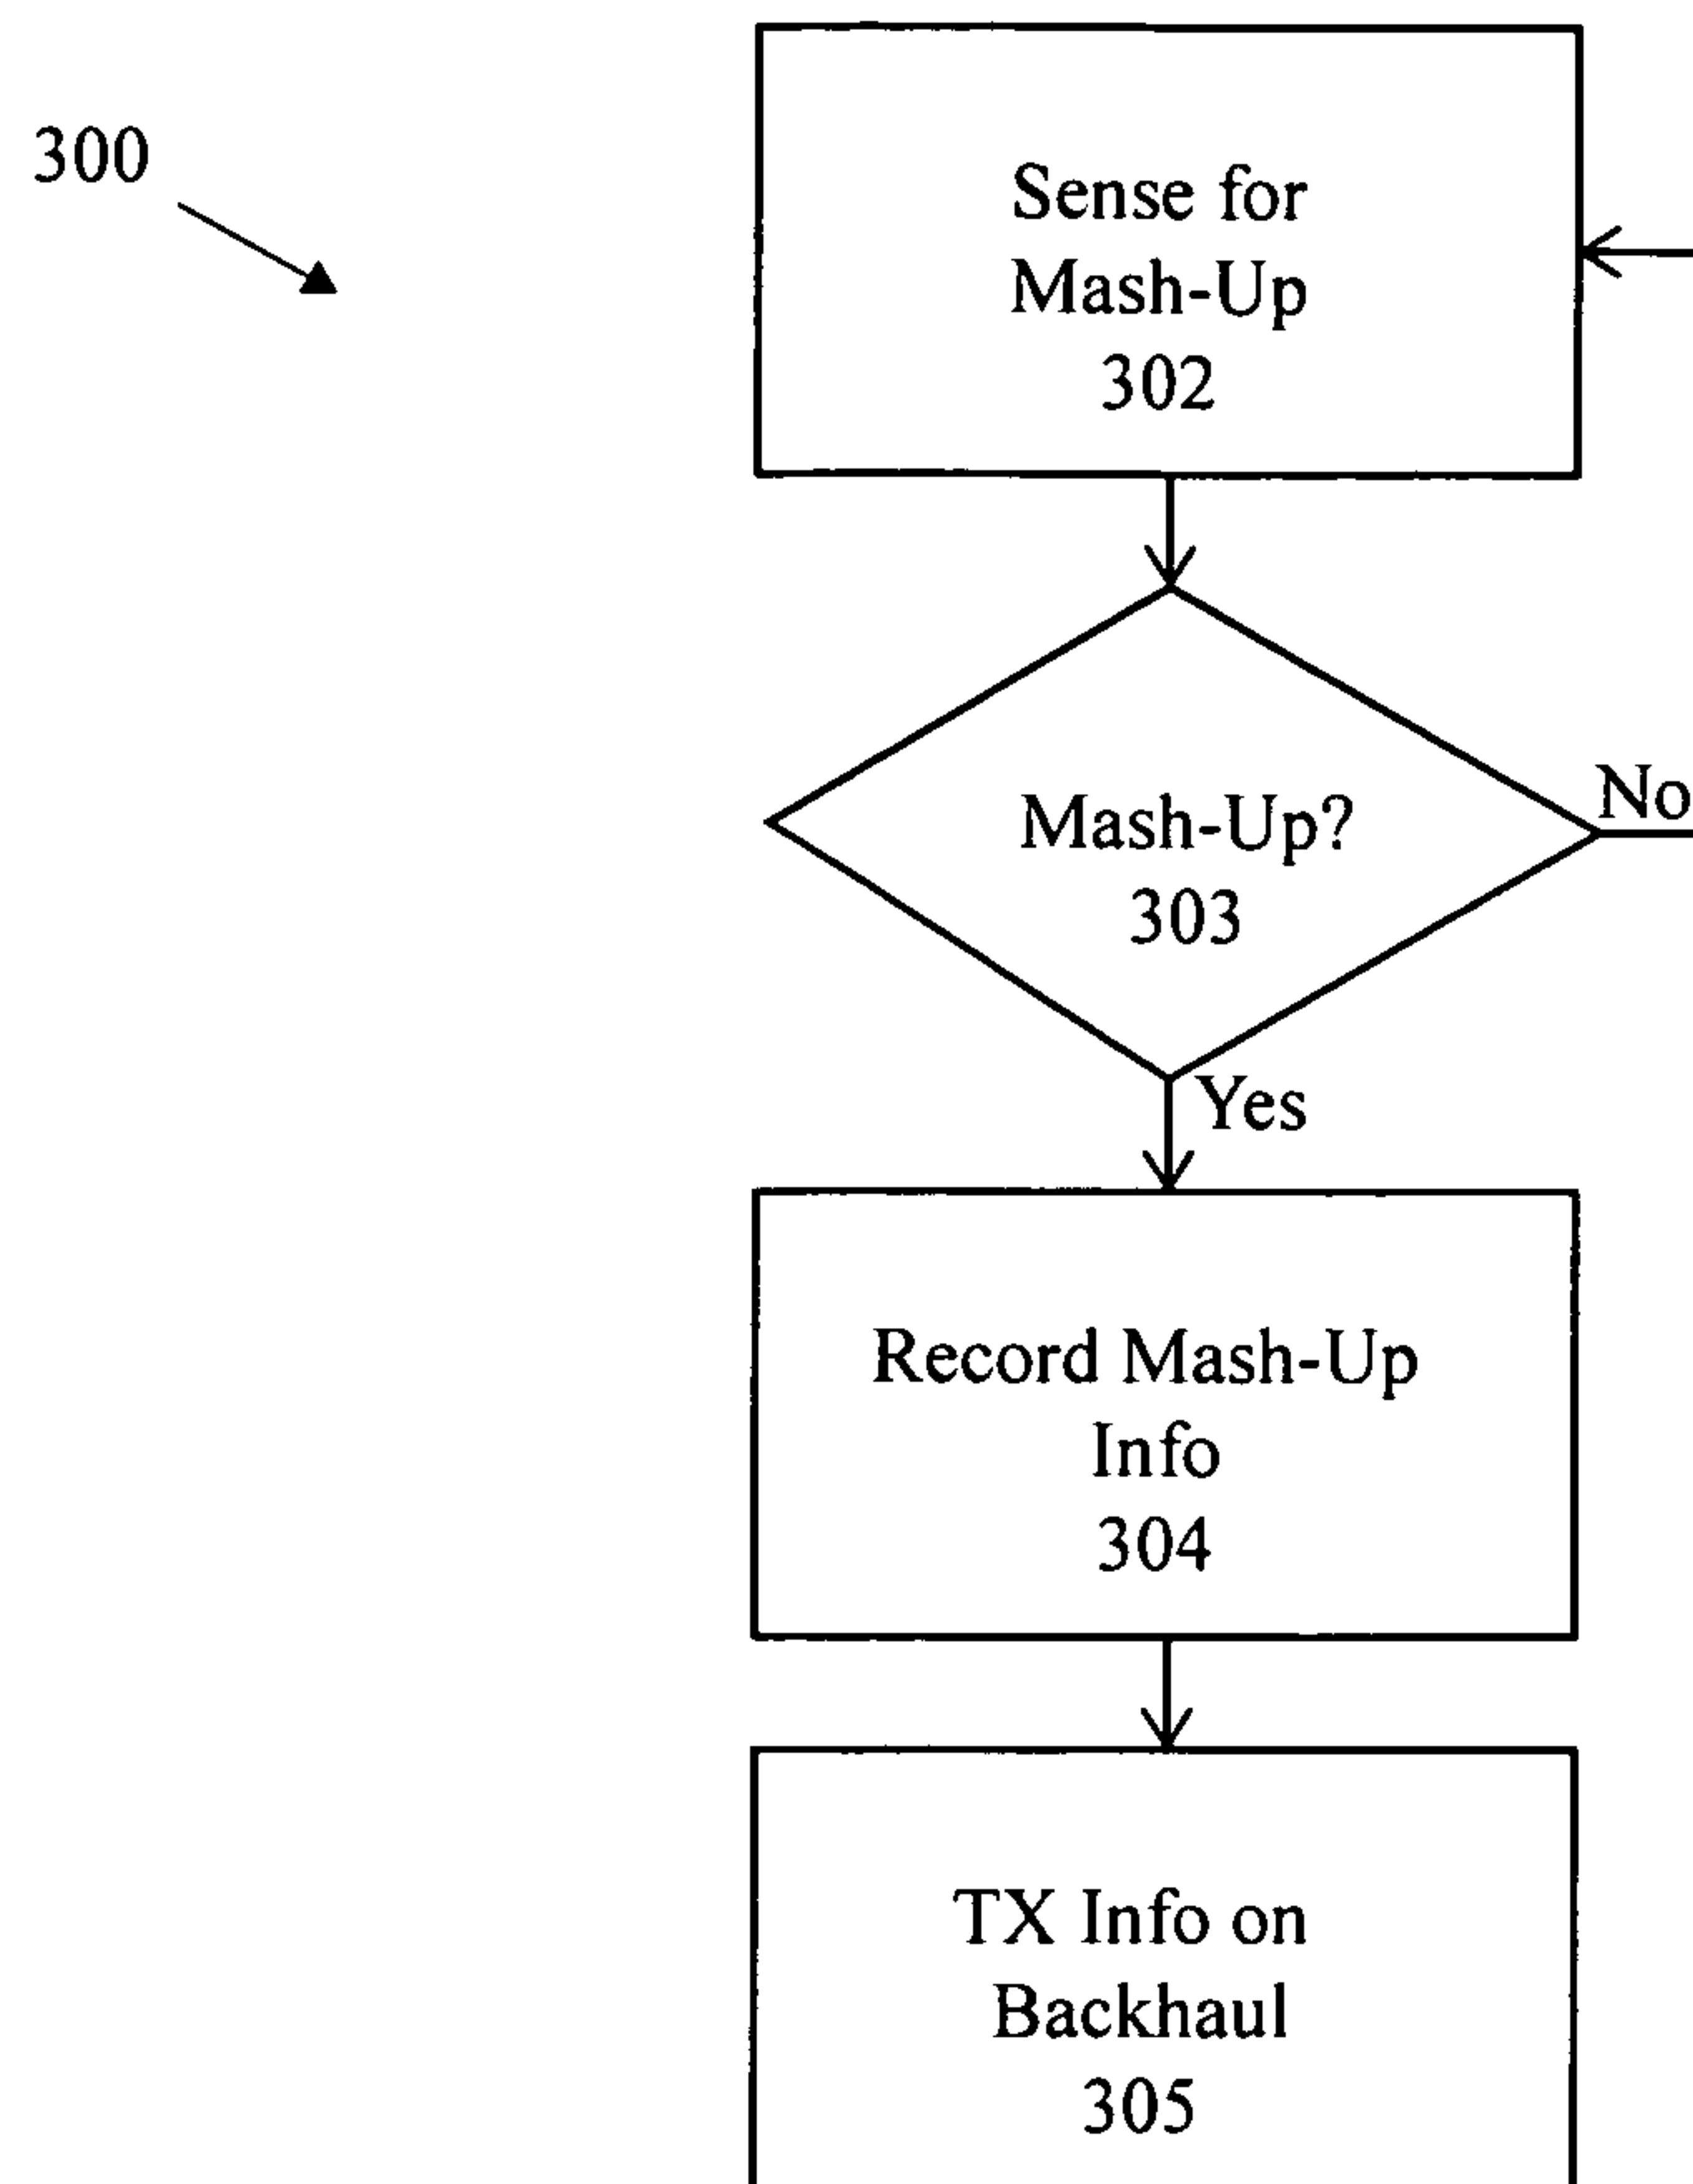 300
Sense for
Mash-Up
302
Mash-Up?
303
No
Yes
Record Mash-Up
Info
304
TX Info on
Backhaul
305